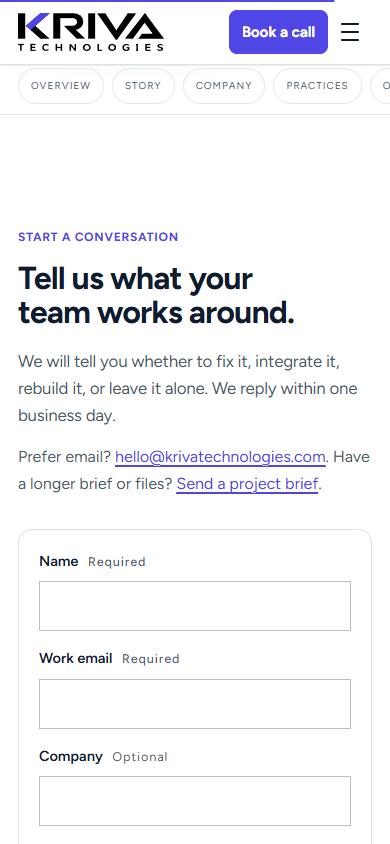 KRIVA
TECHNOLOGIES
Book a call
OVERVIEW
STORY
COMPANY
PRACTICES
START A CONVERSATION
Tell us what your
team works around.
We will tell you whether to fix it, integrate it,
rebuild it, or leave it alone. We reply within one
business day.
Prefer email? hello@krivatechnologies.com. Have
a longer brief or files? Send a project brief.
Name Required
Work email Required
Company Optional